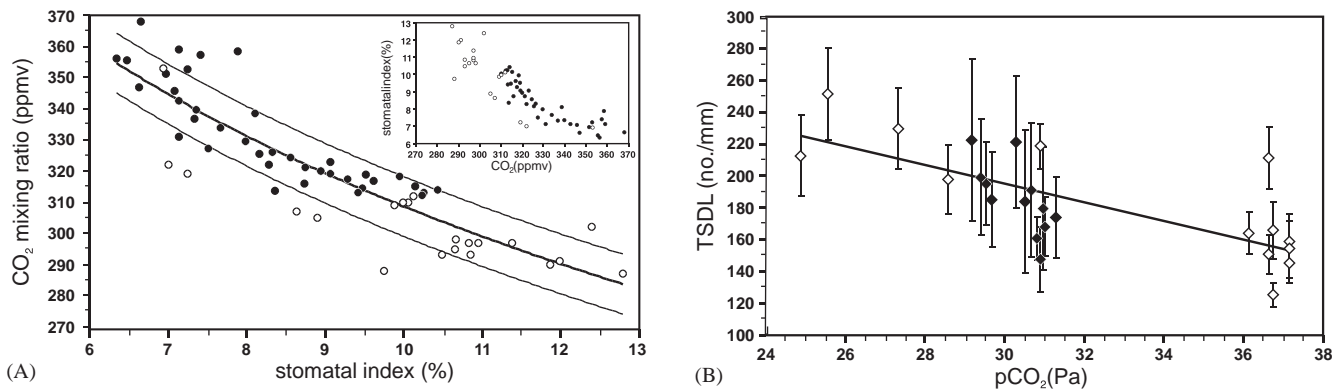 370
360
350
340
330
320
310
300
290
280
270
CO₂ mixing ratio (ppmv)
6 7 8 9 10 11 12 13
stomatal index (%)
(A)
13
12
11
10
9
8
7
6
stomatalindex(%)
270 280 290 300 310 320 330 340 350 360 370
CO₂(ppmv)
(B)
300
280
260
240
220
200
180
160
140
120
100
TSDL (no./mm)
24 26 28 30 32 34 36 38
pCO₂(Pa)